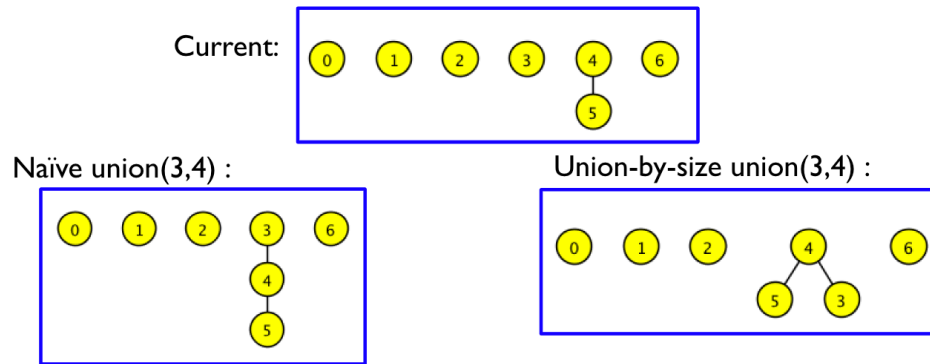 Current:
0 1 2 3 4 6
5
Naïve union(3,4) :
0 1 2 3 6
4
5
Union-by-size union(3,4) :
0 1 2 4 6
5 3